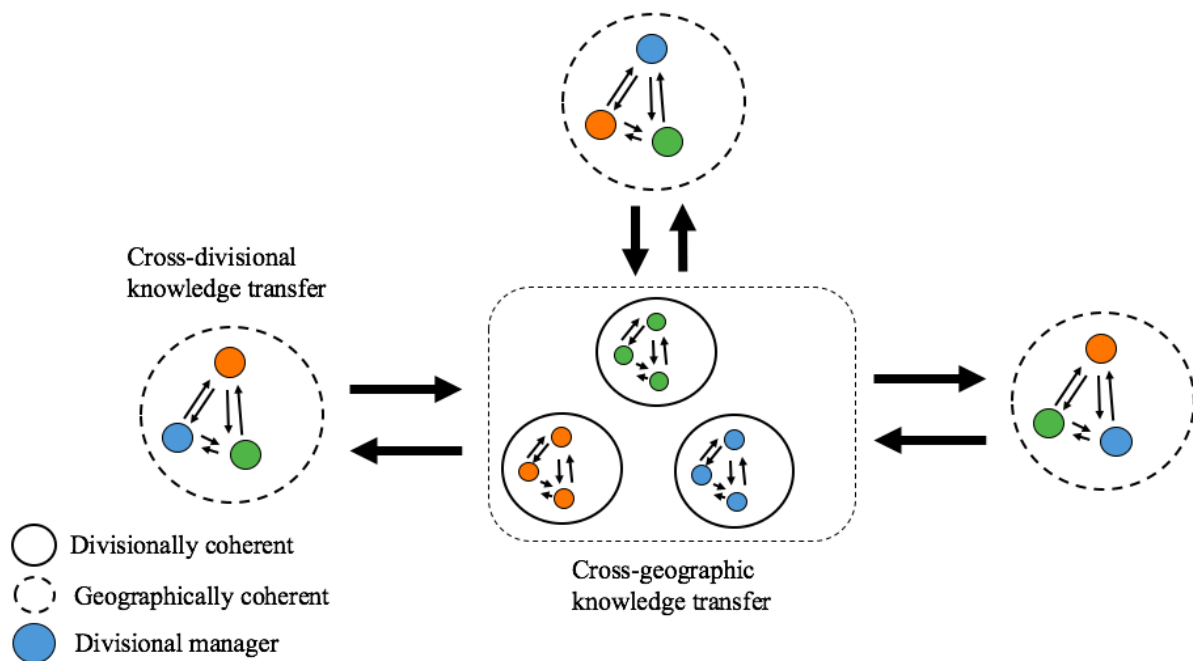 Cross-divisional
knowledge transfer
Divisionally coherent
Geographically coherent
Divisional manager
Cross-geographic
knowledge transfer